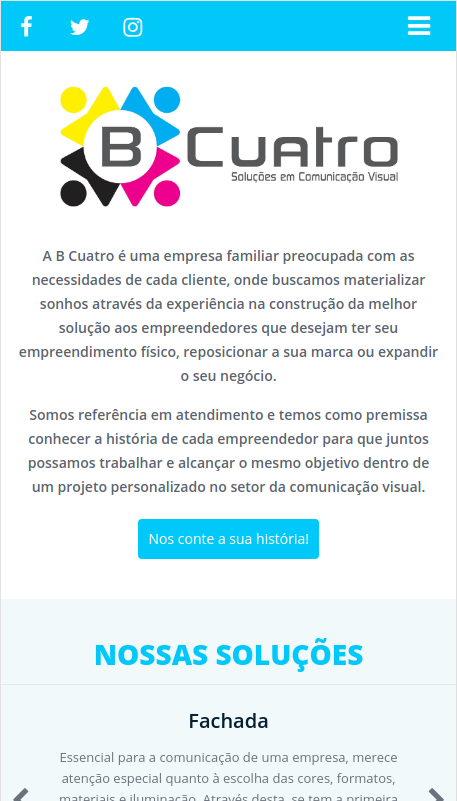 B Cuatro
Soluções em Comunicação Visual
A B Cuatro é uma empresa familiar preocupada com as
necessidades de cada cliente, onde buscamos materializar
sonhos através da experiência na construção da melhor
solução aos empreendedores que desejam ter seu
empreendimento físico, reposicionar a sua marca ou expandir
o seu negócio.
Somos referência em atendimento e temos como premissa
conhecer a história de cada empreendedor para que juntos
possamos trabalhar e alcançar o mesmo objetivo dentro de
um projeto personalizado no setor da comunicação visual.
Nos conte a sua história!
NOSSAS SOLUÇÕES
Fachada
Essencial para a comunicação de uma empresa, merece
atenção especial quanto à escolha das cores, formatos,
materiais e iluminação. Através desta, se tem a primeira